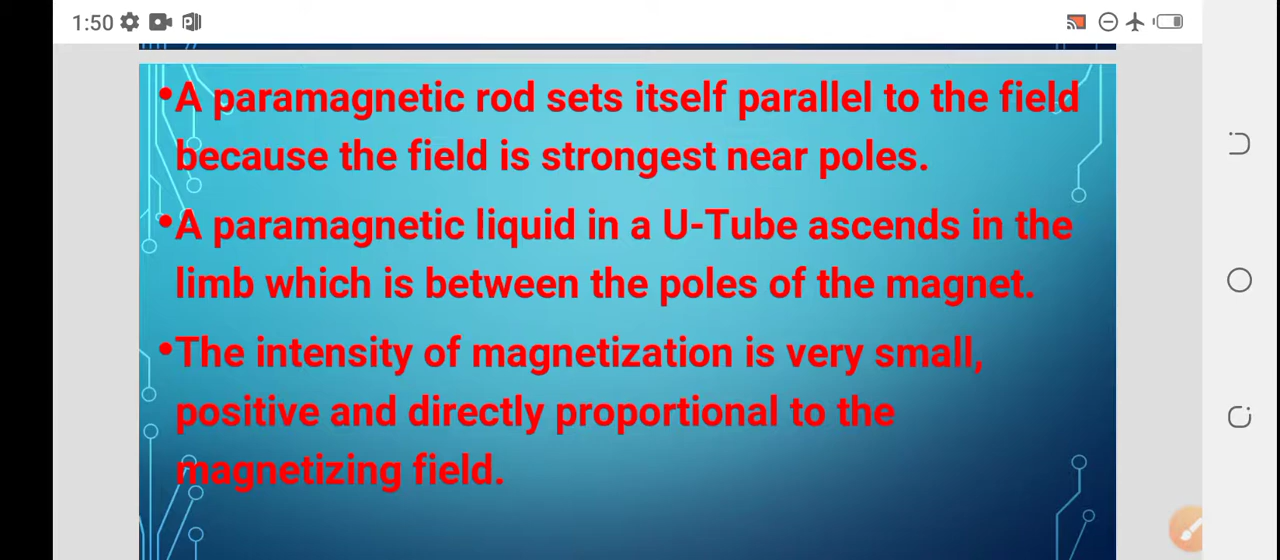 1:50
•A paramagnetic rod sets itself parallel to the field
because the field is strongest near poles.
•A paramagnetic liquid in a U-Tube ascends in the
limb which is between the poles of the magnet.
•The intensity of magnetization is very small,
positive and directly proportional to the
magnetizing field.